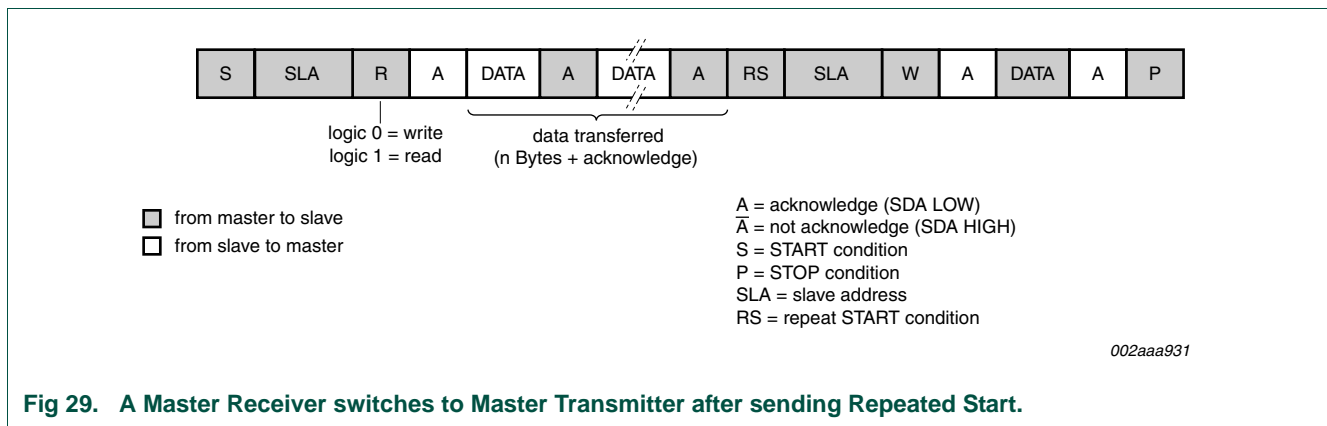 S SLA R A DATA A DATA A RS SLA W A DATA A P
logic 0 = write
logic 1 = read
data transferred
(n Bytes + acknowledge)
from master to slave
from slave to master
A = acknowledge (SDA LOW)
A̅ = not acknowledge (SDA HIGH)
S = START condition
P = STOP condition
SLA = slave address
RS = repeat START condition
002aaa931
Fig 29. A Master Receiver switches to Master Transmitter after sending Repeated Start.